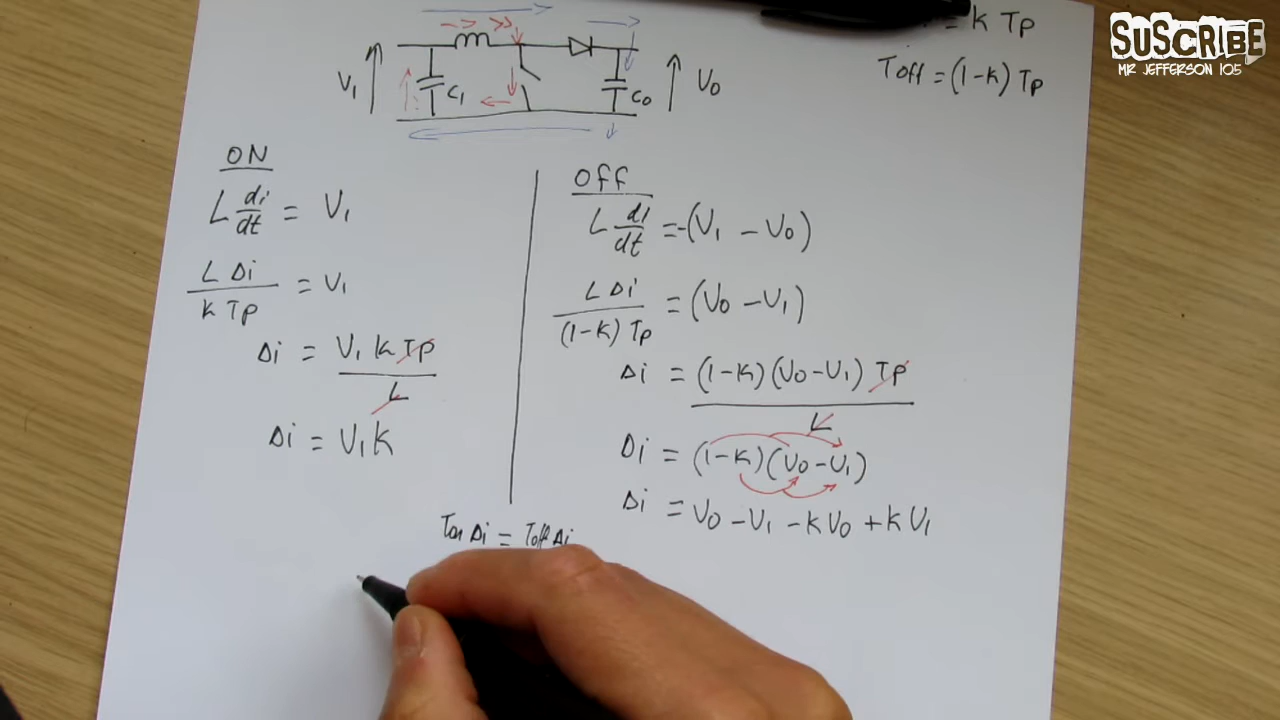 SUSCRIBE
MR JEFFERSON 105
= K Tp
Toff = (1-K) Tp
V₁
C₁
C₀
V₀
ON
L di/dt = V₁
L Δi / K Tp = V₁
Δi = V₁ K Tp / L
Δi = V₁K
OFF
L di/dt = -(V₁ - V₀)
L Δi / (1-K) Tp = (V₀ - V₁)
Δi = (1-K)(V₀-V₁) Tp / L
Δi = (1-K)(V₀-V₁)
Δi = V₀ - V₁ - KV₀ + KV₁
Ton Δi = Toff Δi